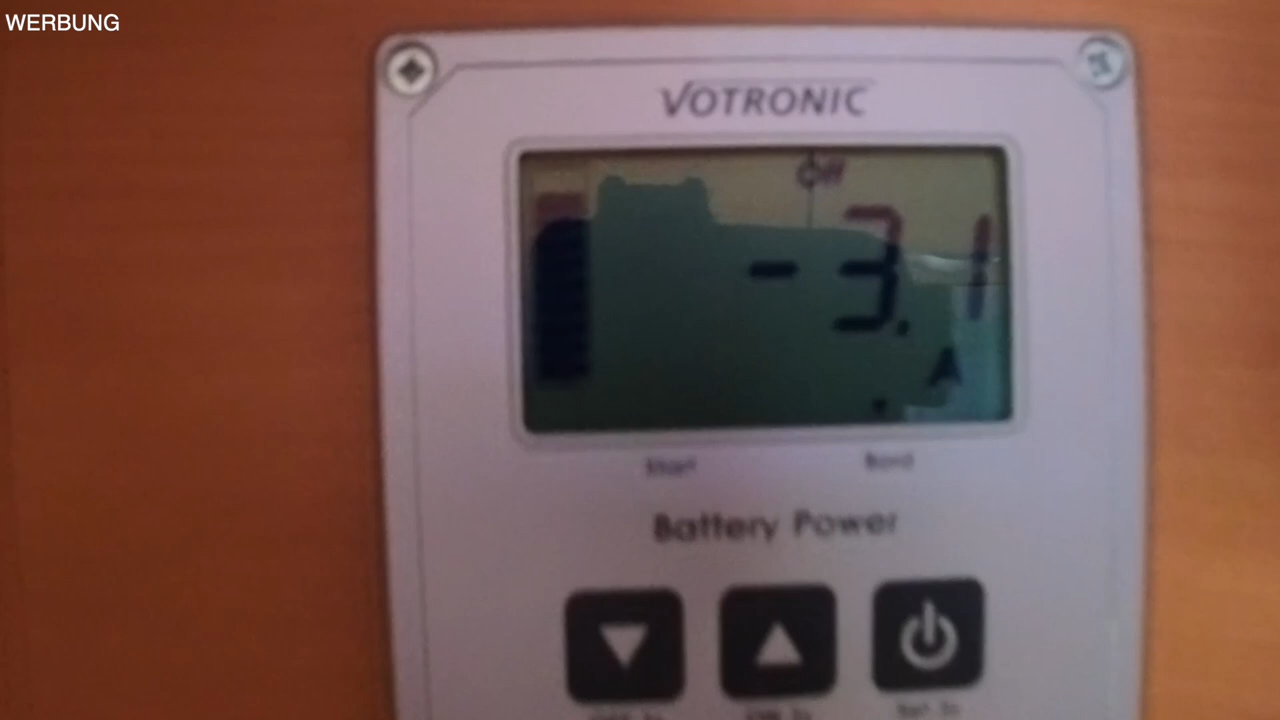 WERBUNG
VOTRONIC
Off
-3.1
A
Start Bord
Battery Power